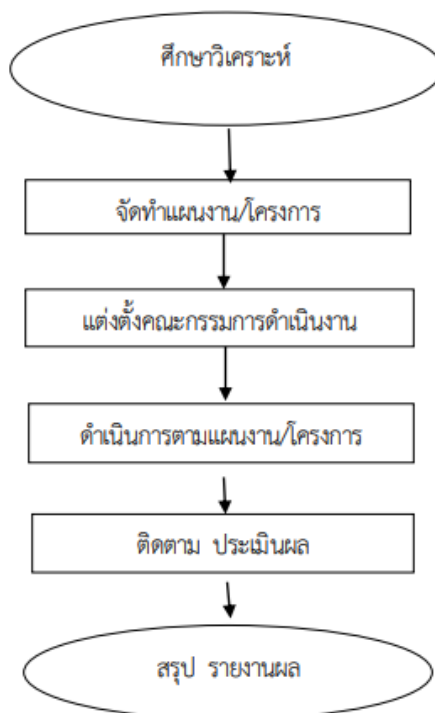 ศึกษาวิเคราะห์
จัดทำแผนงาน/โครงการ
แต่งตั้งคณะกรรมการดำเนินงาน
ดำเนินการตามแผนงาน/โครงการ
ติดตาม ประเมินผล
สรุป รายงานผล